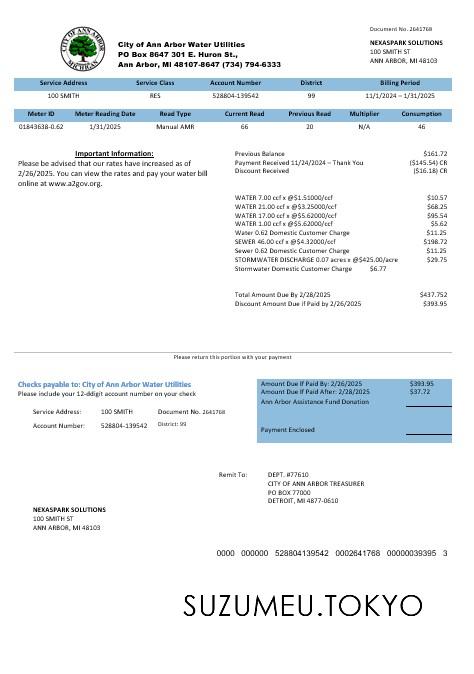 Document No. 2641768
CITY OF ANN ARBOR
MICHIGAN
City of Ann Arbor Water Utilities
PO Box 8647 301 E. Huron St.,
Ann Arbor, MI 48107-8647 (734) 794-6333
NEXASPARK SOLUTIONS
100 SMITH ST
ANN ARBOR, MI 48103
Service Address Service Class Account Number District Billing Period
100 SMITH RES 528804-139542 99 11/1/2024 – 1/31/2025
Meter ID Meter Reading Date Read Type Current Read Previous Read Multiplier Consumption
01843638-0.62 1/31/2025 Manual AMR 66 20 N/A 46
Important Information:
Please be advised that our rates have increased as of
2/26/2025. You can view the rates and pay your water bill
online at www.a2gov.org.
Previous Balance $161.72
Payment Received 11/24/2024 – Thank You ($145.54) CR
Discount Received ($16.18) CR
WATER 7.00 ccf x @$1.51000/ccf $10.57
WATER 21.00 ccf x @$3.25000/ccf $68.25
WATER 17.00 ccf x @$5.62000/ccf $95.54
WATER 1.00 ccf x @$5.62000/ccf $5.62
Water 0.62 Domestic Customer Charge $11.25
SEWER 46.00 ccf x @$4.32000/ccf $198.72
Sewer 0.62 Domestic Customer Charge $11.25
STORMWATER DISCHARGE 0.07 acres x @$425.00/acre $29.75
Stormwater Domestic Customer Charge $6.77
Total Amount Due By 2/28/2025 $437.752
Discount Amount Due if Paid by 2/26/2025 $393.95
Please return this portion with your payment
Checks payable to: City of Ann Arbor Water Utilities
Please include your 12-ddigit account number on your check
Service Address: 100 SMITH Document No. 2641768
Account Number: 528804-139542 District: 99
Amount Due If Paid By: 2/26/2025 $393.95
Amount Due If Paid After: 2/28/2025 $37.72
Ann Arbor Assistance Fund Donation
Payment Enclosed
Remit To: DEPT. #77610
CITY OF ANN ARBOR TREASURER
PO BOX 77000
DETROIT, MI 4877-0610
NEXASPARK SOLUTIONS
100 SMITH ST
ANN ARBOR, MI 48103
0000 000000 528804139542 0002641768 00000039395 3
SUZUMEU.TOKYO